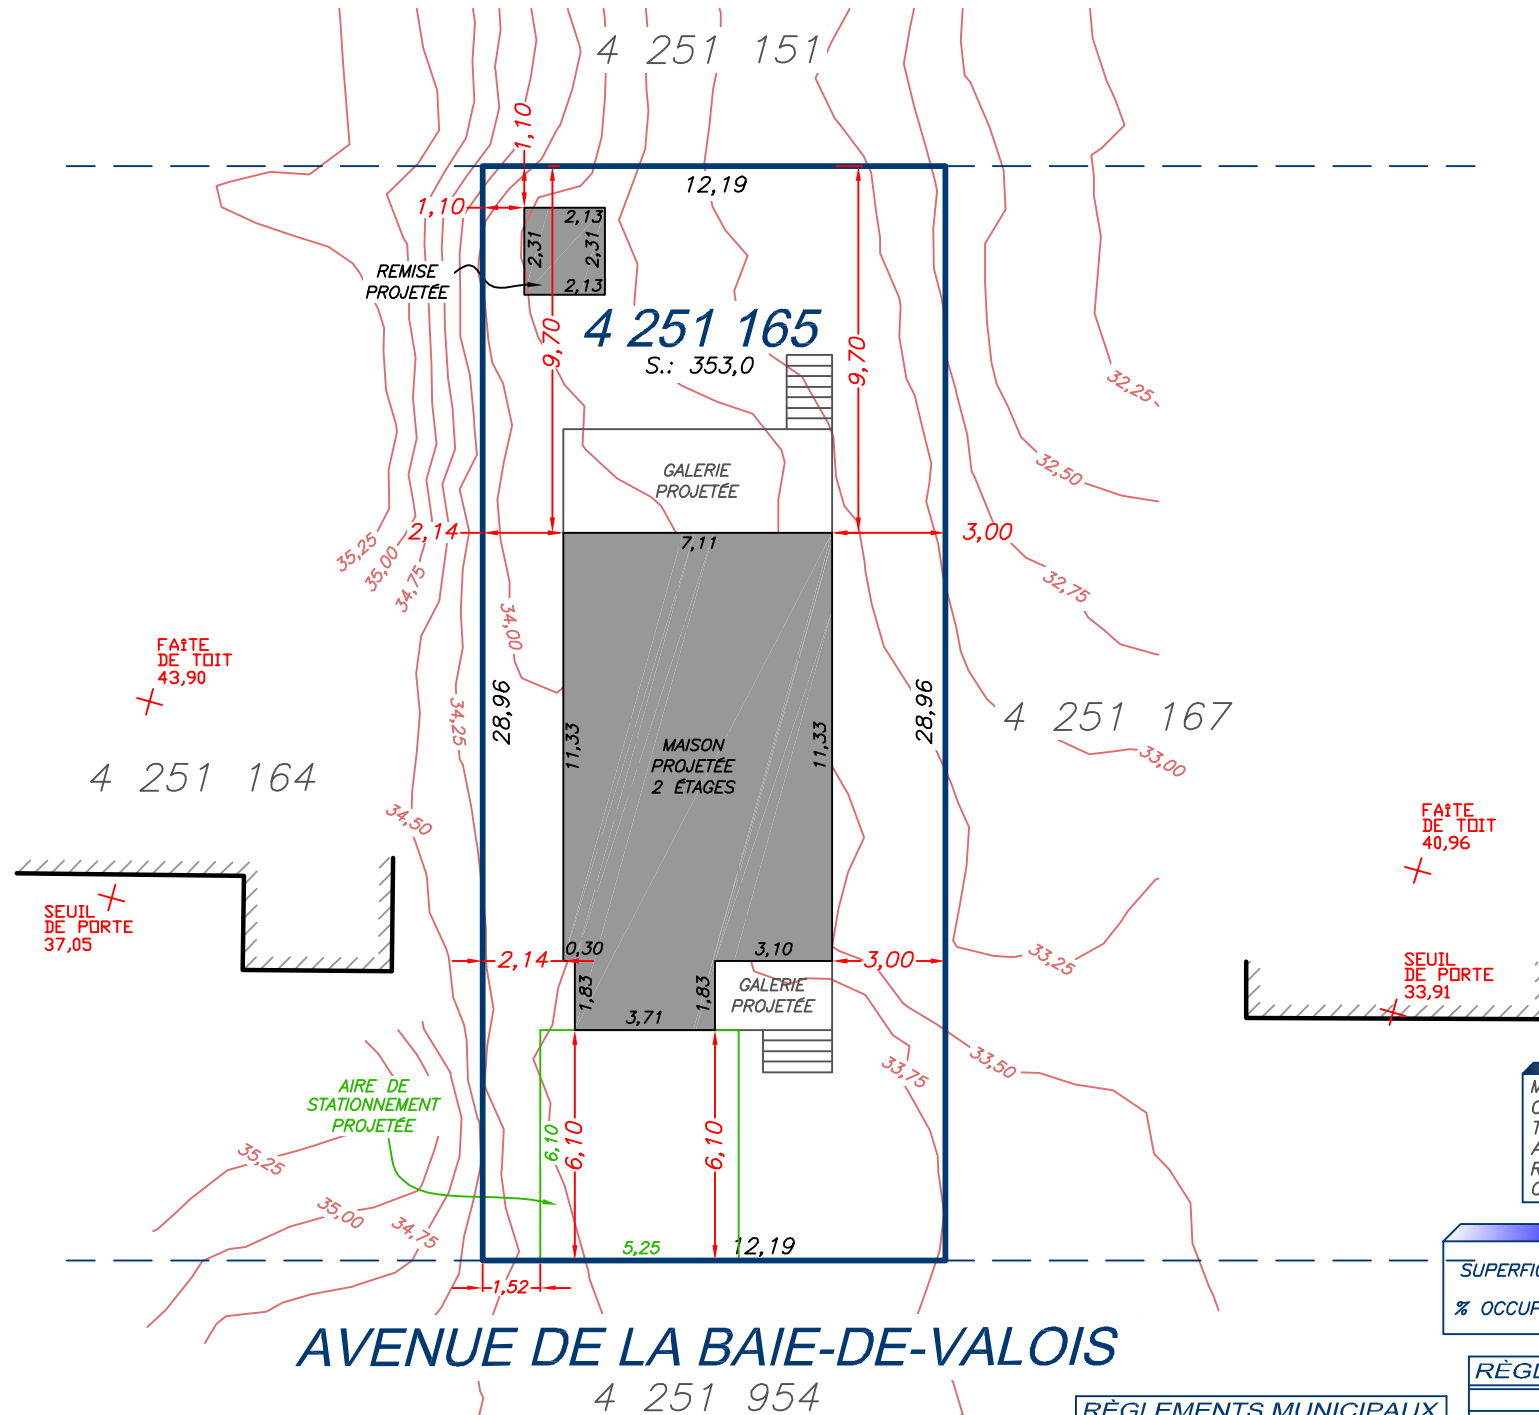 4 251 151
1,10
12,19
1,10
2,13
2,31
2,31
2,13
REMISE
PROJETÉE
4 251 165
S.: 353,0
9,70
9,70
32,25
GALERIE
PROJETÉE
32,50
2,14
7,11
3,00
35,25
35,00
34,75
32,75
34,00
FAÎTE
DE TOIT
43,90
28,96
34,25
11,33
11,33
28,96
MAISON
PROJETÉE
2 ÉTAGES
4 251 167
33,00
4 251 164
34,50
FAÎTE
DE TOIT
40,96
SEUIL
DE PORTE
37,05
2,14
0,30
3,10
3,00
33,25
SEUIL
DE PORTE
33,91
1,83
1,83
GALERIE
PROJETÉE
3,71
33,50
33,75
AIRE DE
STATIONNEMENT
PROJETÉE
6,10
6,10
6,10
35,25
35,00
34,75
5,25
12,19
1,52
M
T
A
R
SUPERFIC
% OCCUP
AVENUE DE LA BAIE-DE-VALOIS
4 251 954
RÈGL
RÈGLEMENTS MUNICIPAUX